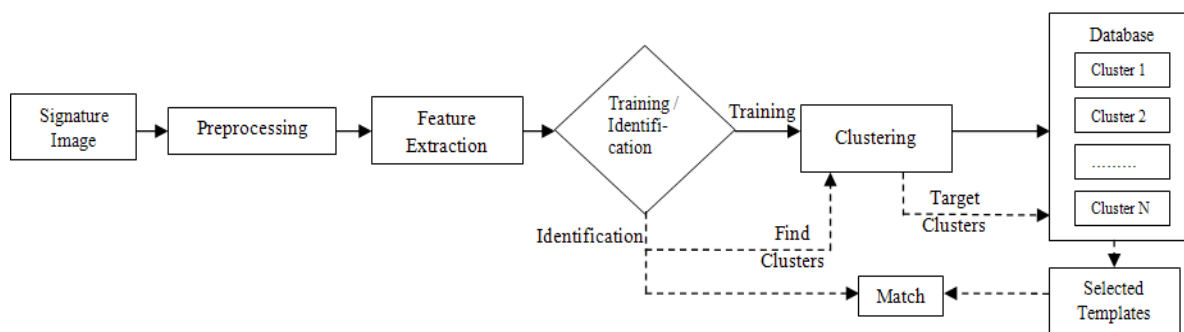 Signature
Image
Preprocessing
Feature
Extraction
Training /
Identifi-
cation
Training
Clustering
Database
Cluster 1
Cluster 2
.........
Cluster N
Identification
Find
Clusters
Target
Clusters
Match
Selected
Templates